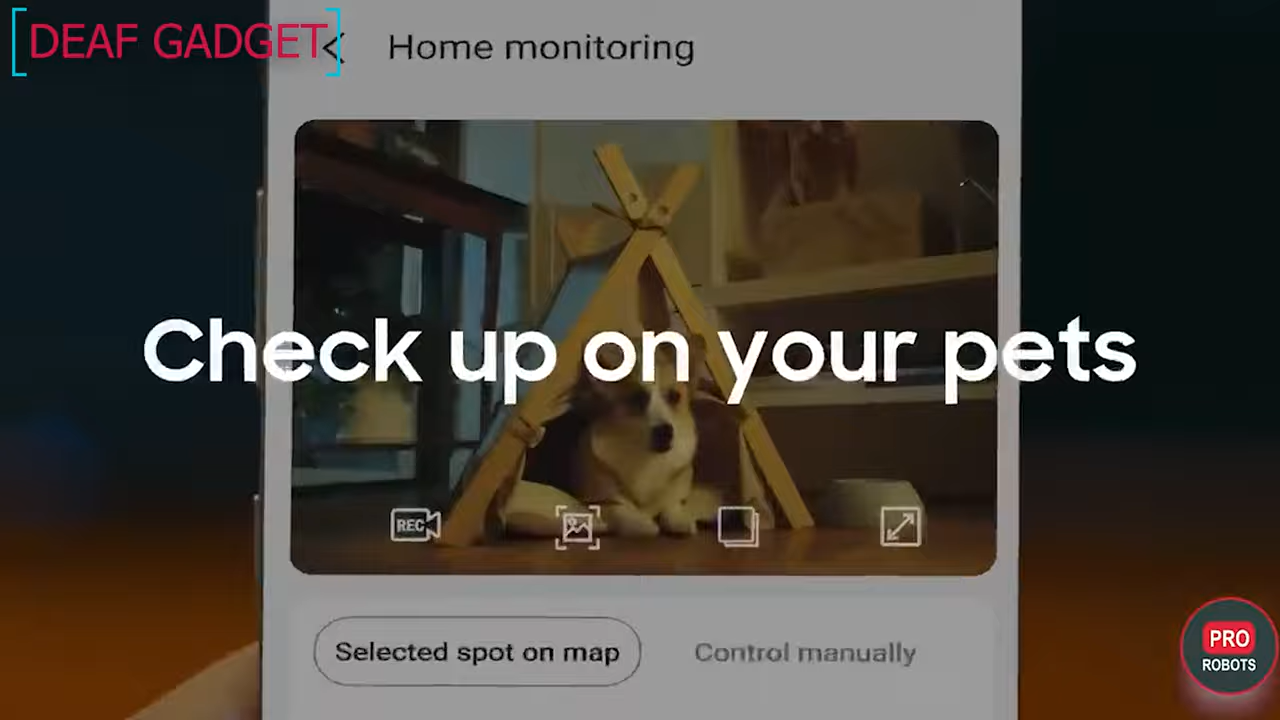 [DEAF GADGET]
Home monitoring
Check up on your pets
REC
Selected spot on map
Control manually
PRO
ROBOTS